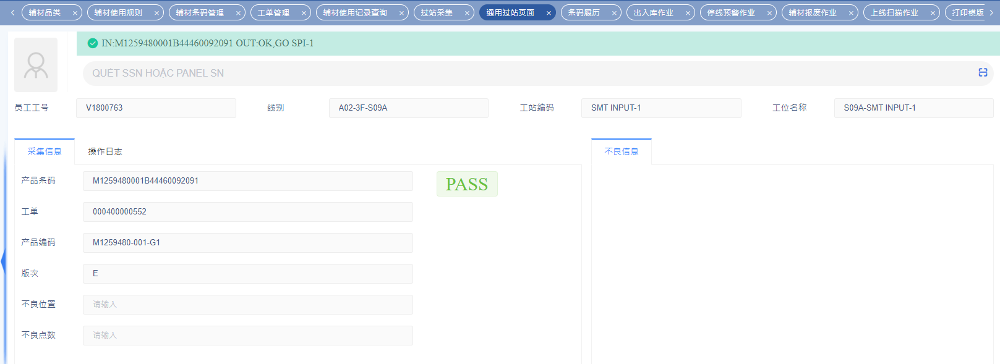 辅材品类 × 辅材使用规则 × 辅材条码管理 × 工单管理 × 辅材使用记录查询 × 过站采集 × 通用过站页面 × 条码履历 × 出入库作业 × 停线预警作业 × 辅材报废作业 × 上线扫描作业 × 打印模版
IN:M1259480001B44460092091 OUT:OK,GO SPI-1
QUÉT SSN HOẶC PANEL SN
员工工号 V1800763 线别 A02-3F-S09A 工站编码 SMT INPUT-1 工位名称 S09A-SMT INPUT-1
采集信息 操作日志 不良信息
产品条码 M1259480001B44460092091 PASS
工单 000400000552
产品编码 M1259480-001-G1
版次 E
不良位置 请输入
不良点数 请输入